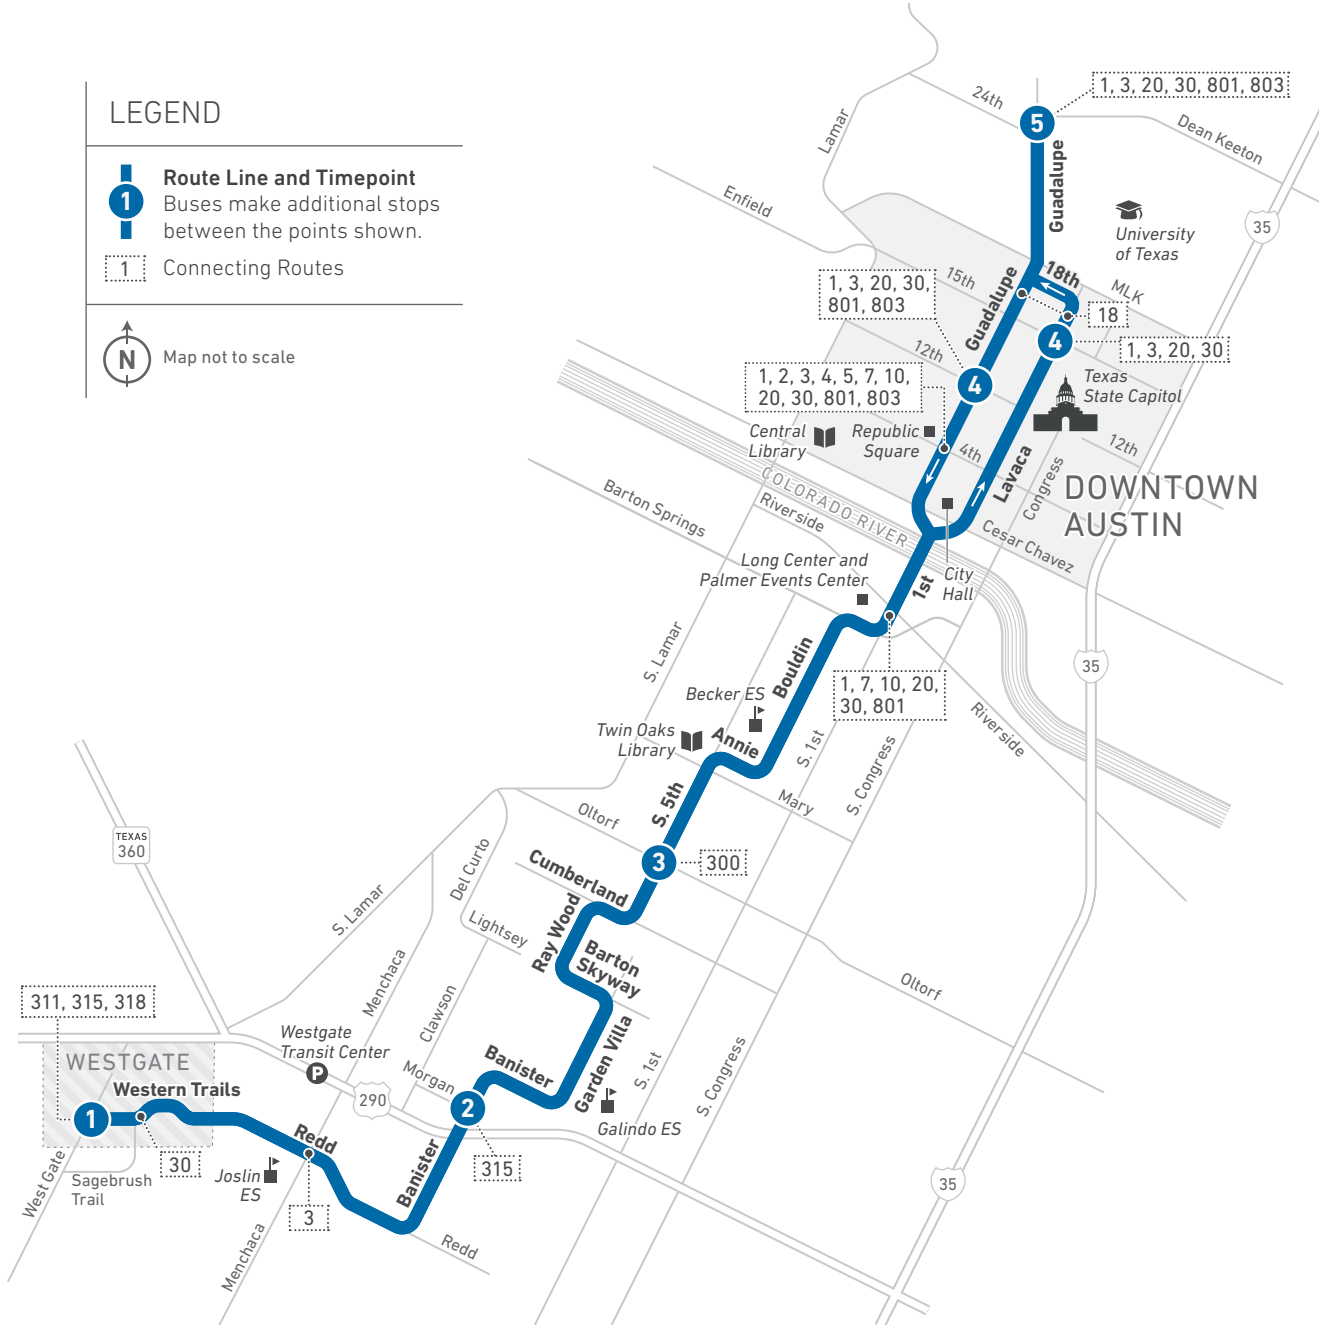 LEGEND
1
Route Line and Timepoint
Buses make additional stops
between the points shown.
1
Connecting Routes
N
Map not to scale
1, 3, 20, 30, 801, 803
24th
5
Dean Keeton
Lamar
Guadalupe
Enfield
35
University
of Texas
18th
15th
MLK
1, 3, 20, 30,
801, 803
Guadalupe
18
4
1, 3, 20, 30
12th
Texas
State Capitol
1, 2, 3, 4, 5, 7, 10,
20, 30, 801, 803
4
Central
Library
Republic
Square
4th
12th
Lavaca
Congress
DOWNTOWN
AUSTIN
COLORADO RIVER
Barton Springs
Riverside
Cesar Chavez
Long Center and
Palmer Events Center
City
Hall
1st
S. Lamar
Bouldin
35
1, 7, 10, 20,
30, 801
Becker ES
Riverside
Twin Oaks
Library
Annie
S. 1st
S. Congress
Mary
S. 5th
Oltorf
TEXAS
360
3
300
Del Curto
Cumberland
S. Lamar
Ray Wood
Lightsey
Barton
Skyway
Menchaca
Oltorf
311, 315, 318
Clawson
Westgate
Transit Center
P
WESTGATE
Western Trails
Morgan
Banister
Garden Villa
S. 1st
S. Congress
290
1
2
Galindo ES
Redd
30
315
Joslin
ES
Banister
West Gate
Sagebrush
Trail
35
3
Menchaca
Redd